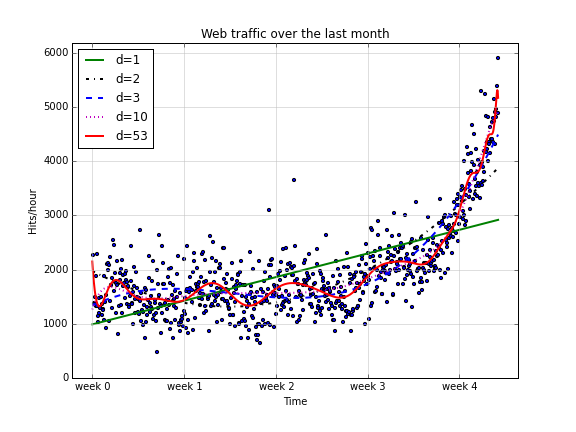 Web traffic over the last month
d=1
d=2
d=3
d=10
d=53
Hits/hour
6000
5000
4000
3000
2000
1000
0
week 0 week 1 week 2 week 3 week 4
Time